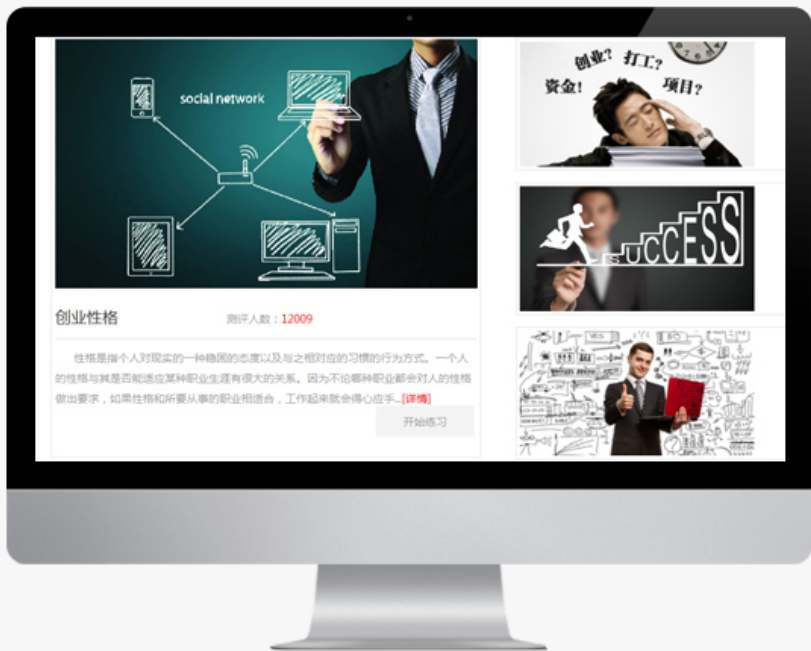 social network
创业性格
测评人数：12009
性格是指个人对现实的一种稳固的态度以及与之相对应的习惯的行为方式。一个人
的性格与其是否能适应某种职业生涯有很大的关系。因为不论哪种职业都会对人的性格
做出要求，如果性格和所要从事的职业相适合，工作起来就会得心应手...[详情]
开始练习
创业？ 打工？
资金！ 项目？
SUCCESS
YES NO